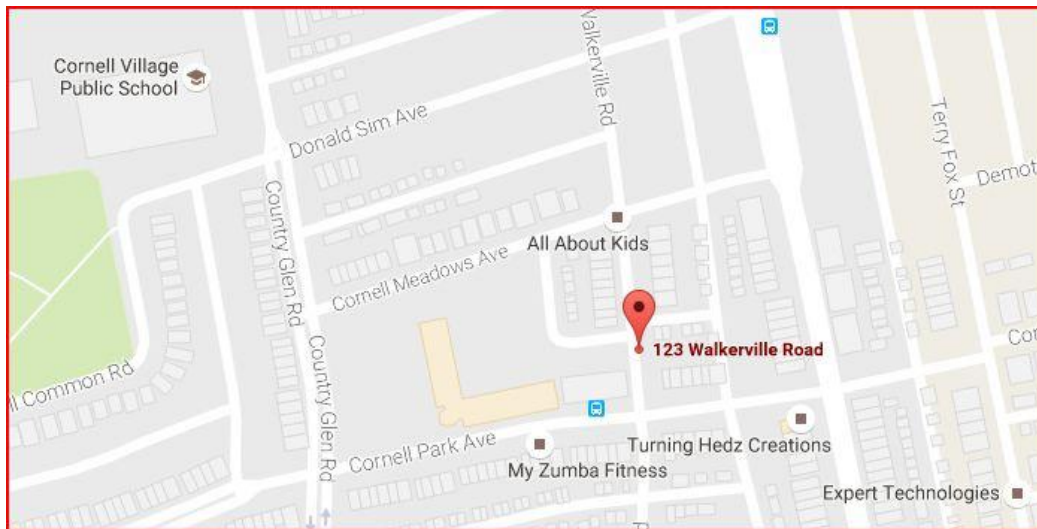 Cornell Village
Public School
Donald Sim Ave
Walkerville Rd
Terry Fox St
Demot
Country Glen Rd
All About Kids
Cornell Meadows Ave
123 Walkerville Road
Country Glen Rd
ll Common Rd
Cor
Cornell Park Ave
My Zumba Fitness
Turning Hedz Creations
Expert Technologies